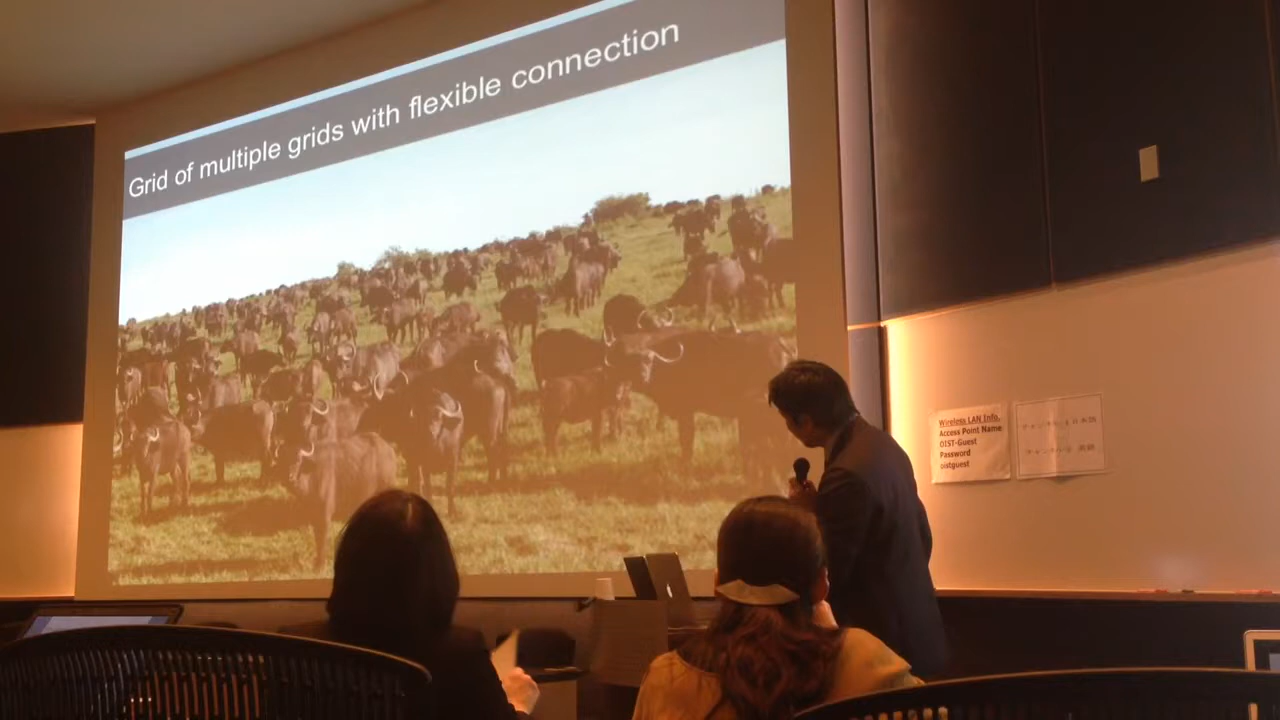 Grid of multiple grids with flexible connection
Wireless LAN Info.
Access Point Name
OIST-Guest
Password
oistguest